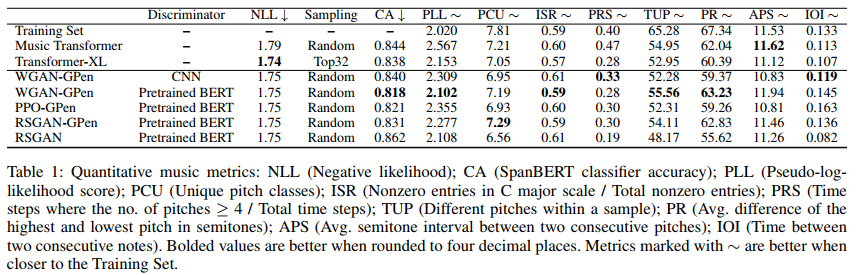 Discriminator NLL ↓ Sampling CA ↓ PLL ∼ PCU ∼ ISR ∼ PRS ∼ TUP ∼ PR ∼ APS ∼ IOI ∼
Training Set – – – – 2.020 7.81 0.59 0.40 65.28 67.34 11.53 0.133
Music Transformer – 1.79 Random 0.844 2.567 7.21 0.60 0.47 54.95 62.04 11.62 0.113
Transformer-XL – 1.74 Top32 0.838 2.153 7.05 0.57 0.28 52.95 60.39 11.12 0.107
WGAN-GPen CNN 1.75 Random 0.840 2.309 6.95 0.61 0.33 52.28 59.37 10.83 0.119
WGAN-GPen Pretrained BERT 1.75 Random 0.818 2.102 7.19 0.59 0.28 55.56 63.23 11.94 0.145
PPO-GPen Pretrained BERT 1.75 Random 0.821 2.355 6.93 0.60 0.30 52.31 59.26 10.81 0.163
RSGAN-GPen Pretrained BERT 1.75 Random 0.831 2.277 7.29 0.59 0.30 54.11 62.83 11.46 0.136
RSGAN Pretrained BERT 1.75 Random 0.862 2.108 6.56 0.61 0.19 48.17 55.62 11.26 0.082
Table 1: Quantitative music metrics: NLL (Negative likelihood); CA (SpanBERT classifier accuracy); PLL (Pseudo-log-
likelihood score); PCU (Unique pitch classes); ISR (Nonzero entries in C major scale / Total nonzero entries); PRS (Time
steps where the no. of pitches ≥ 4 / Total time steps); TUP (Different pitches within a sample); PR (Avg. difference of the
highest and lowest pitch in semitones); APS (Avg. semitone interval between two consecutive pitches); IOI (Time between
two consecutive notes). Bolded values are better when rounded to four decimal places. Metrics marked with ∼ are better when
closer to the Training Set.